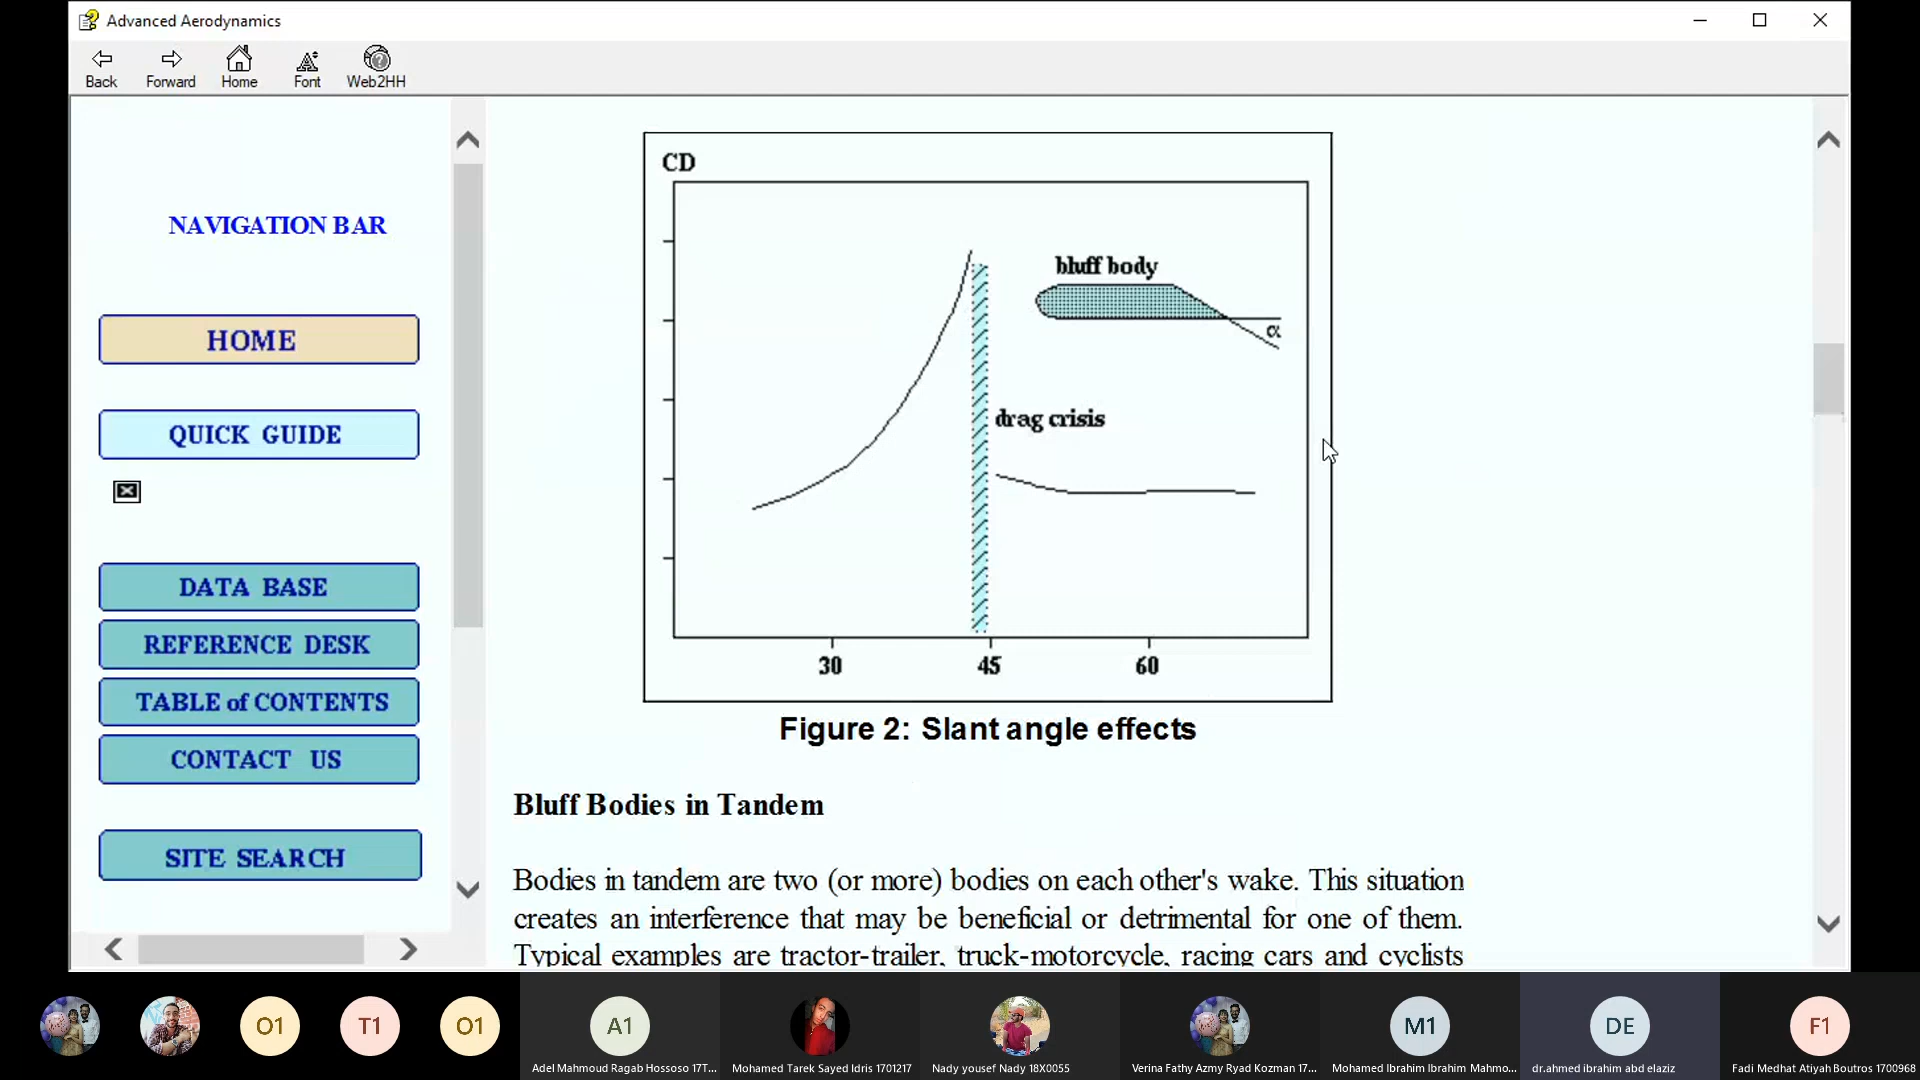 Advanced Aerodynamics
Back Forward Home Font Web2HH
NAVIGATION BAR
HOME
QUICK GUIDE
DATA BASE
REFERENCE DESK
TABLE of CONTENTS
CONTACT US
SITE SEARCH
CD
bluff body
α
drag crisis
30 45 60
Figure 2: Slant angle effects
Bluff Bodies in Tandem
Bodies in tandem are two (or more) bodies on each other's wake. This situation
creates an interference that may be beneficial or detrimental for one of them.
Typical examples are tractor-trailer, truck-motorcycle, racing cars and cyclists
O1 T1 O1 A1 M1 DE F1
Adel Mahmoud Ragab Hossoso 17T... Mohamed Tarek Sayed Idris 1701217 Nady yousef Nady 18X0055 Verina Fathy Azmy Ryad Kozman 17... Mohamed Ibrahim Ibrahim Mahmo... dr.ahmed ibrahim abd elaziz Fadi Medhat Atiyah Boutros 1700968